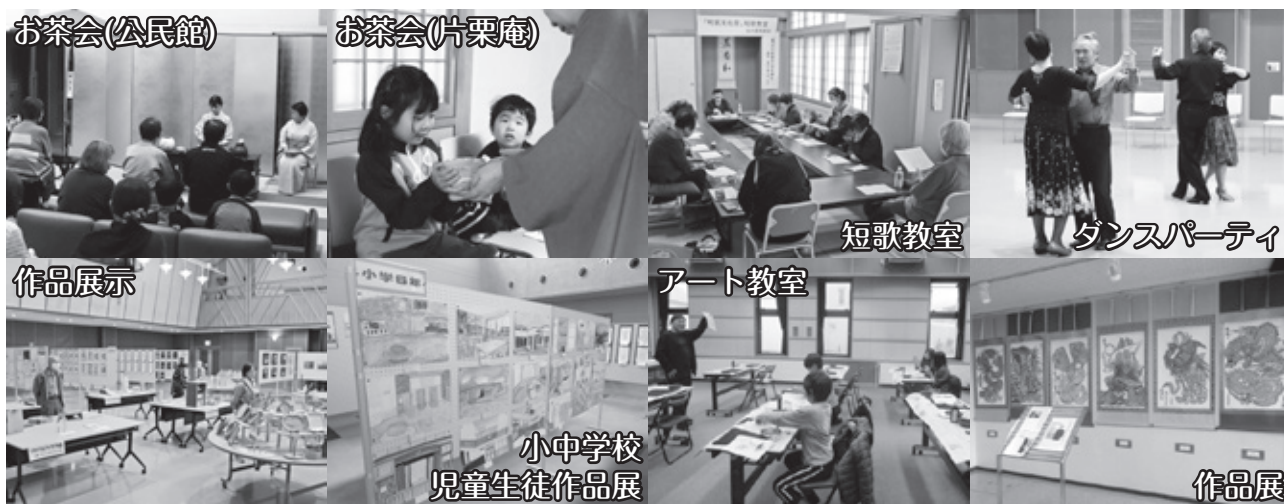 お茶会(公民館)
お茶会(片栗庵)
短歌教室
ダンスパーティ
作品展示
小学6年
小中学校
児童生徒作品展
アート教室
作品展